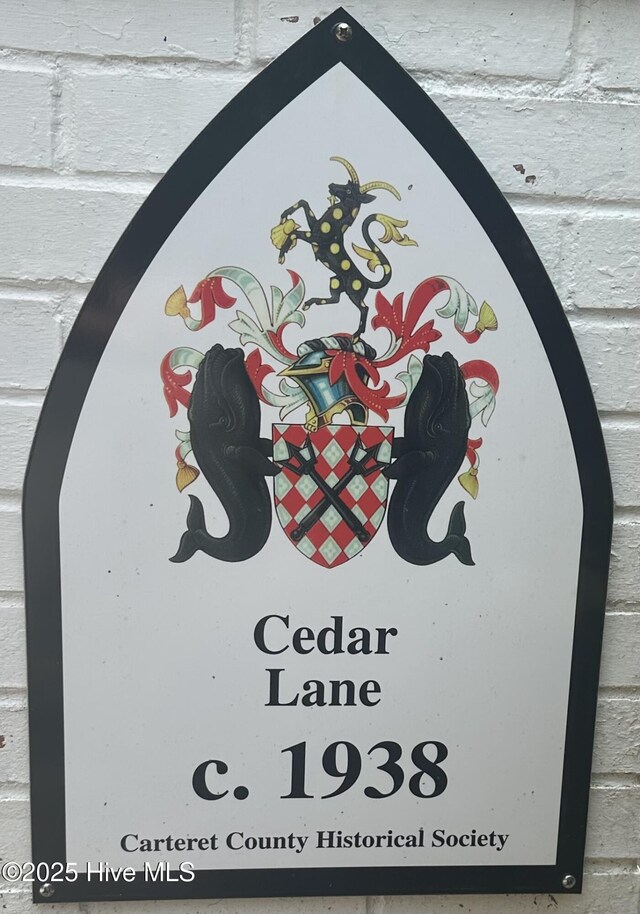 Cedar
Lane
c. 1938
Carteret County Historical Society
©2025 Hive MLS